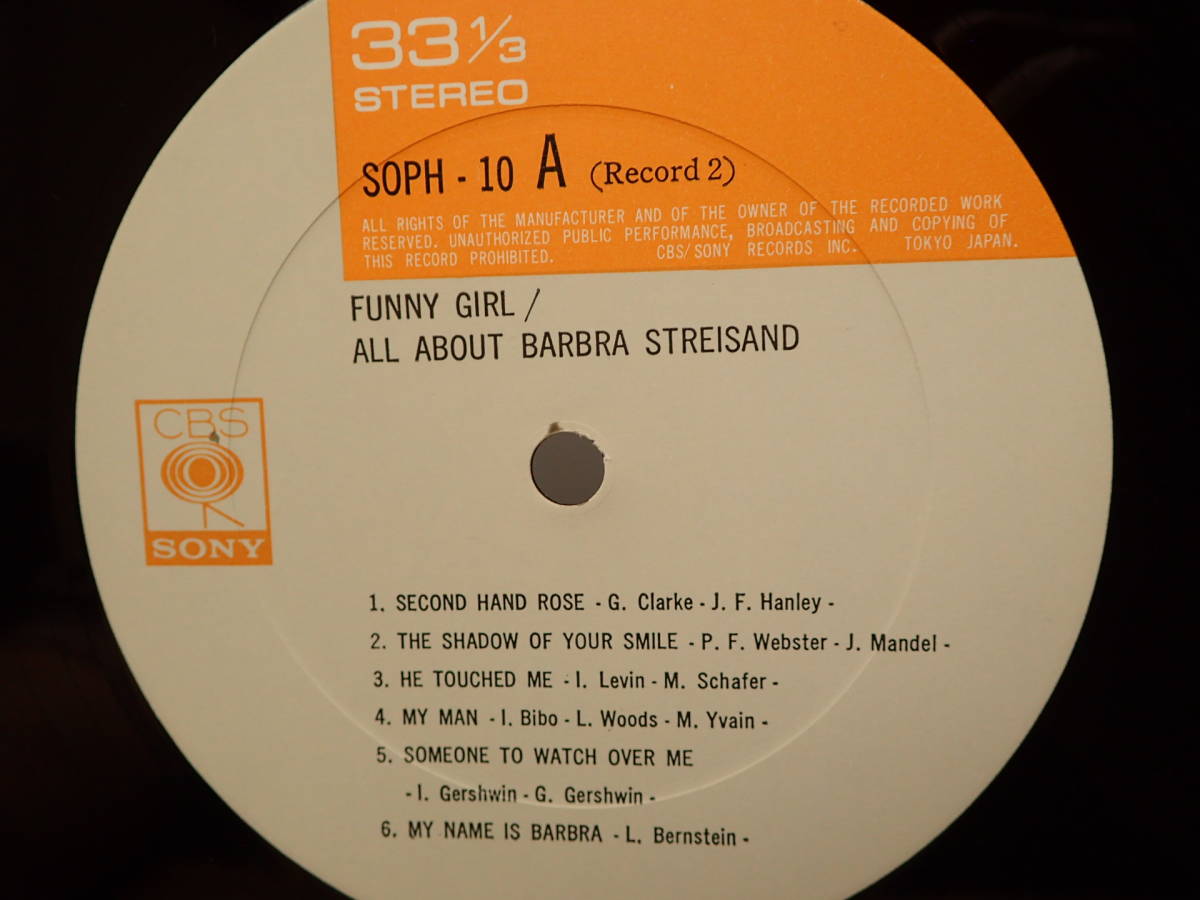 33 1/3
STEREO
SOPH - 10 A (Record 2)
ALL RIGHTS OF THE MANUFACTURER AND OF THE OWNER OF THE RECORDED WORK
RESERVED. UNAUTHORIZED PUBLIC PERFORMANCE, BROADCASTING AND COPYING OF
THIS RECORD PROHIBITED. CBS/SONY RECORDS INC. TOKYO JAPAN.
FUNNY GIRL /
ALL ABOUT BARBRA STREISAND
CBS
SONY
1. SECOND HAND ROSE - G. Clarke - J. F. Hanley -
2. THE SHADOW OF YOUR SMILE - P. F. Webster - J. Mandel -
3. HE TOUCHED ME - I. Levin - M. Schafer -
4. MY MAN - I. Bibo - L. Woods - M. Yvain -
5. SOMEONE TO WATCH OVER ME
- I. Gershwin - G. Gershwin -
6. MY NAME IS BARBRA - L. Bernstein -